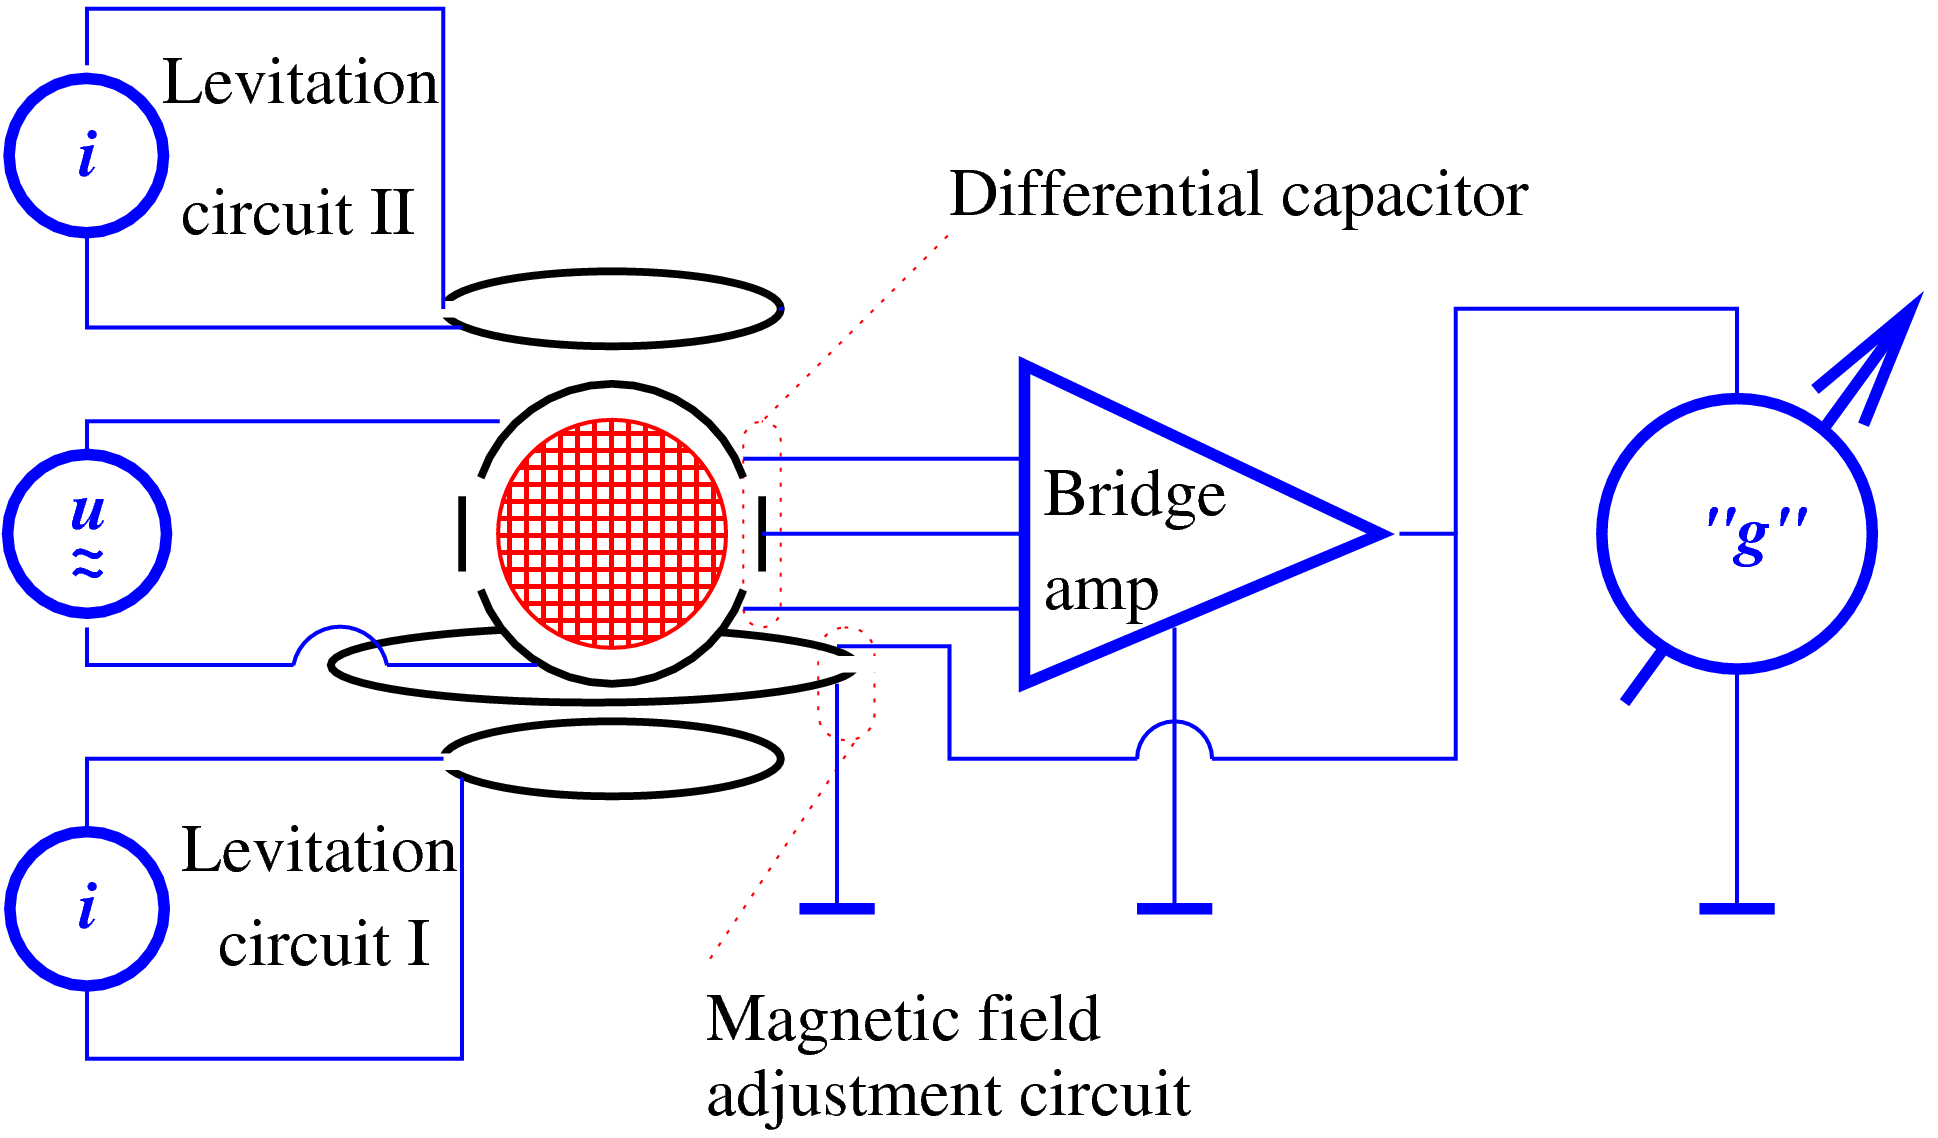 Levitation
circuit II
i
Differential capacitor
u
≈
Bridge
amp
"g"
Levitation
circuit I
i
Magnetic field
adjustment circuit